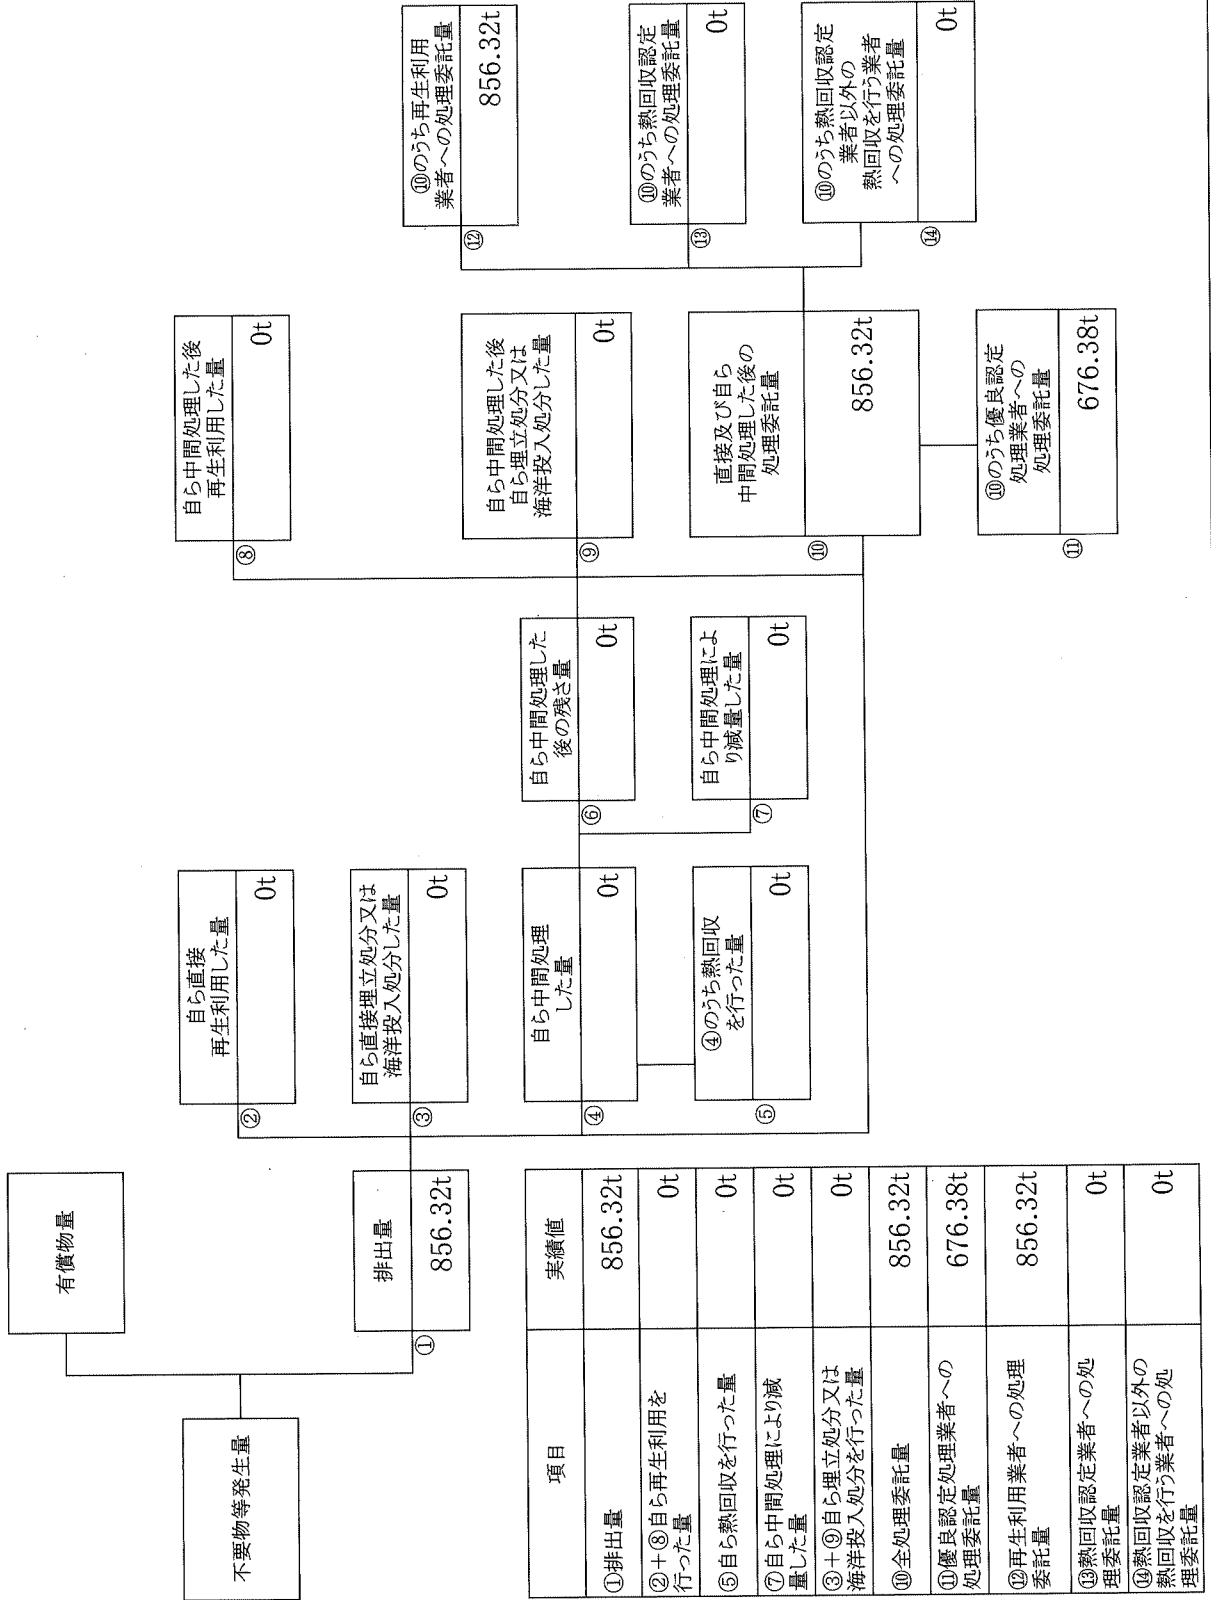 不要物等発生量
有償物量
排出量
①
856.32t
自ら直接
再生利用した量
②
0t
自ら直接埋立処分又は
海洋投入処分した量
③
0t
自ら中間処理
した量
④
0t
④のうち熱回収
を行った量
⑤
0t
自ら中間処理した
後の残さ量
⑥
0t
自ら中間処理によ
り減量した量
⑦
0t
自ら中間処理した後
再生利用した量
⑧
0t
自ら中間処理した後
自ら埋立処分又は
海洋投入処分した量
⑨
0t
直接及び自ら
中間処理した後の
処理委託量
⑩
856.32t
⑩のうち優良認定
処理業者への
処理委託量
⑪
676.38t
⑩のうち再生利用
業者への処理委託量
⑫
856.32t
⑩のうち熱回収認定
業者への処理委託量
⑬
0t
⑩のうち熱回収認定
業者以外の
熱回収を行う業者
への処理委託量
⑭
0t
項目
実績値
①排出量
856.32t
②+⑧自ら再生利用を
行った量
0t
⑤自ら熱回収を行った量
0t
⑦自ら中間処理により減
量した量
0t
③+⑨自ら埋立処分又は
海洋投入処分を行った量
0t
⑩全処理委託量
856.32t
⑪優良認定処理業者への
処理委託量
676.38t
⑫再生利用業者への処理
委託量
856.32t
⑬熱回収認定業者への処
理委託量
0t
⑭熱回収認定業者以外の
熱回収を行う業者への処
理委託量
0t